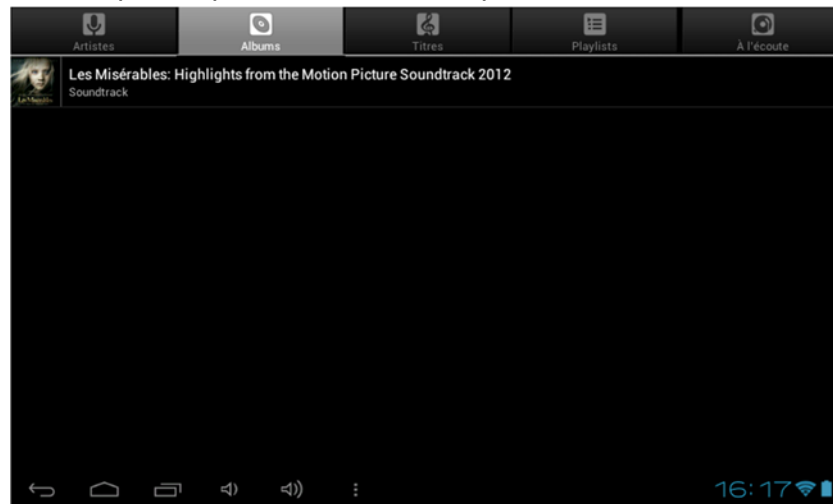 Artistes
Albums
Titres
Playlists
À l'écoute
Les Misérables: Highlights from the Motion Picture Soundtrack 2012
Soundtrack
16:17